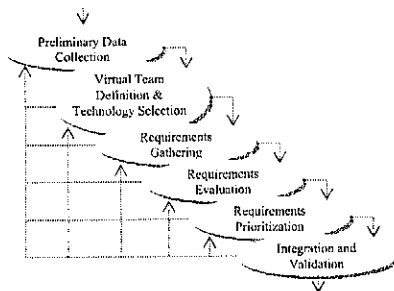 Preliminary Data
Collection
Virtual Team
Definition &
Technology Selection
Requirements
Gathering
Requirements
Evaluation
Requirements
Prioritization
Integration and
Validation